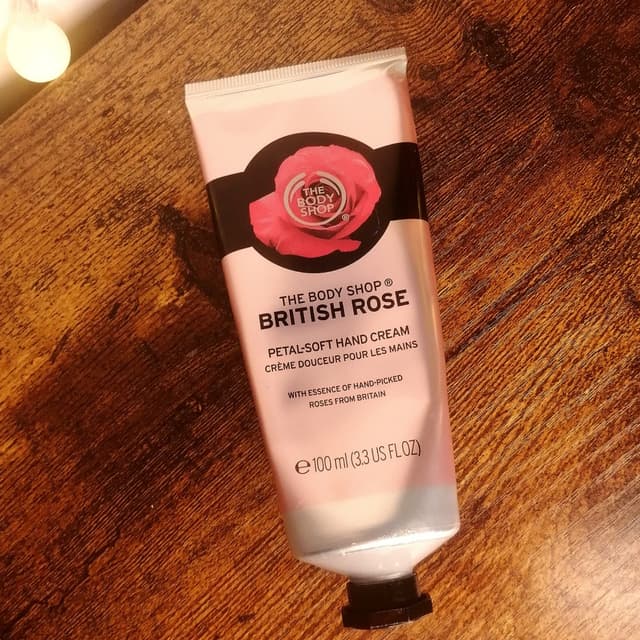 THE
BODY
SHOP®
THE BODY SHOP®
BRITISH ROSE
PETAL-SOFT HAND CREAM
CRÈME DOUCEUR POUR LES MAINS
WITH ESSENCE OF HAND-PICKED
ROSES FROM BRITAIN
℮100 ml (3.3 US FL OZ)